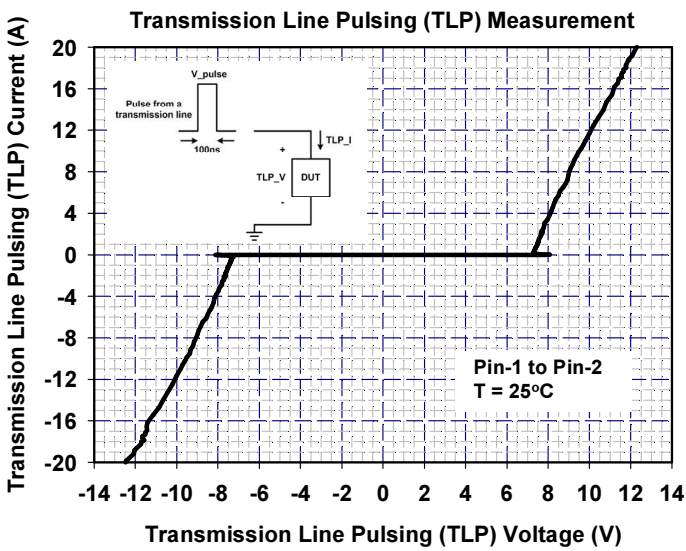 Transmission Line Pulsing (TLP) Measurement
Transmission Line Pulsing (TLP) Current (A)
20
16
12
8
4
0
-4
-8
-12
-16
-20
V_pulse
Pulse from a
transmission line
100ns
TLP_I
+
TLP_V
DUT
-
Pin-1 to Pin-2
T = 25°C
-14 -12 -10 -8 -6 -4 -2 0 2 4 6 8 10 12 14
Transmission Line Pulsing (TLP) Voltage (V)